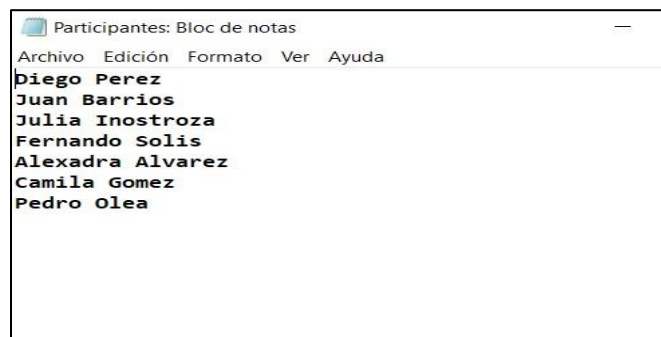 Participantes: Bloc de notas
Archivo Edición Formato Ver Ayuda
Diego Perez
Juan Barrios
Julia Inostroza
Fernando Solis
Alexadra Alvarez
Camila Gomez
Pedro Olea